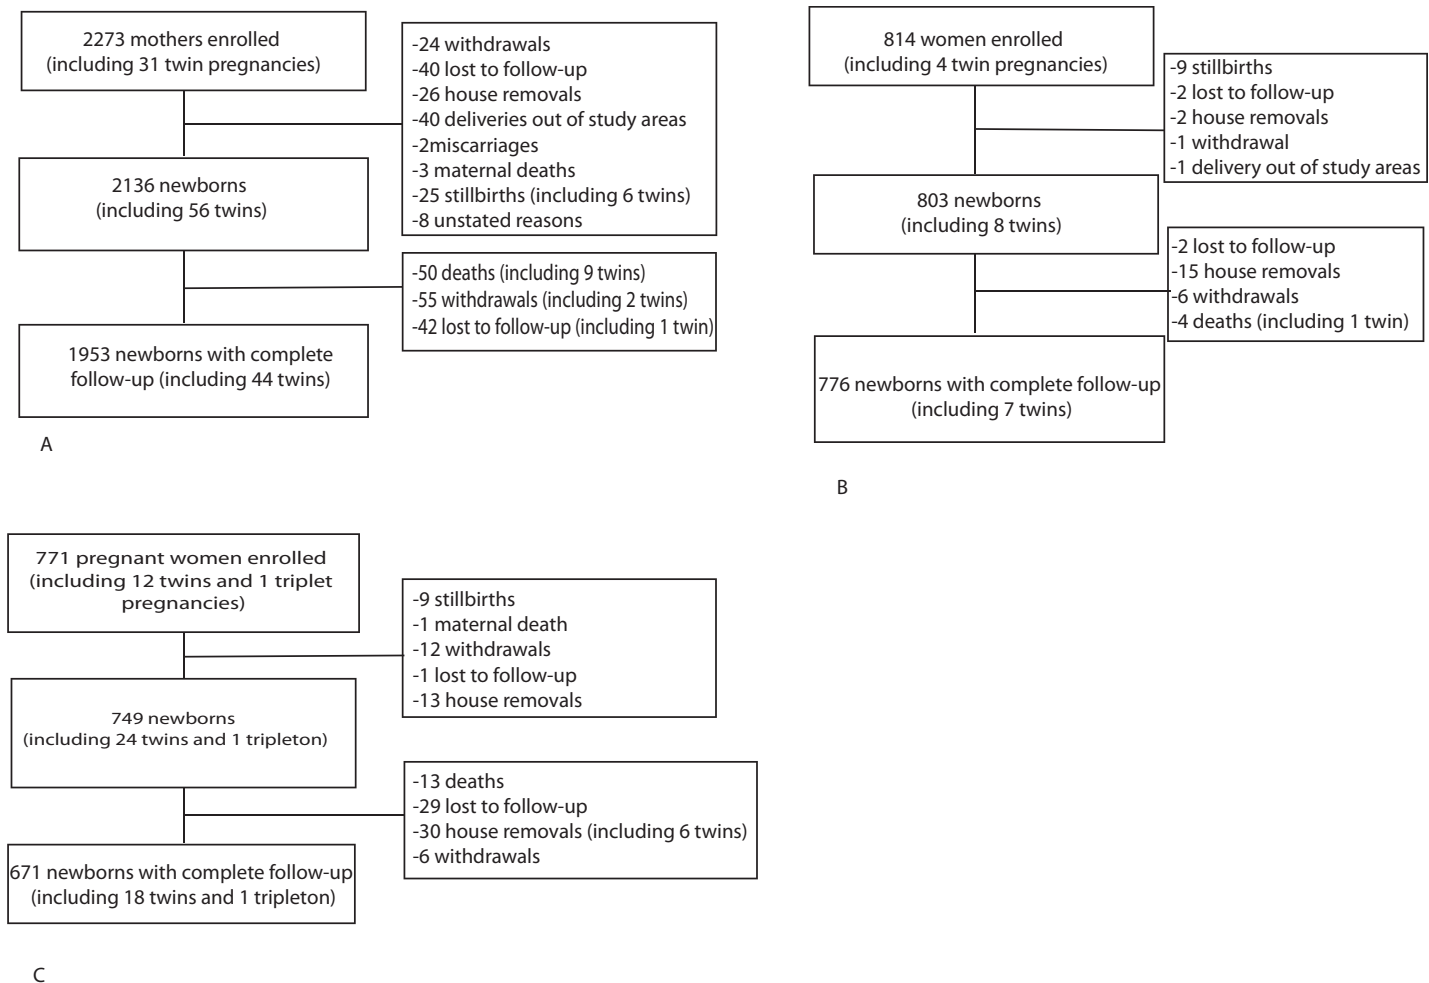 2273 mothers enrolled
(including 31 twin pregnancies)
-24 withdrawals
-40 lost to follow-up
-26 house removals
-40 deliveries out of study areas
-2miscarriages
-3 maternal deaths
-25 stillbirths (including 6 twins)
-8 unstated reasons
2136 newborns
(including 56 twins)
-50 deaths (including 9 twins)
-55 withdrawals (including 2 twins)
-42 lost to follow-up (including 1 twin)
1953 newborns with complete
follow-up (including 44 twins)
A
814 women enrolled
(including 4 twin pregnancies)
-9 stillbirths
-2 lost to follow-up
-2 house removals
-1 withdrawal
-1 delivery out of study areas
803 newborns
(including 8 twins)
-2 lost to follow-up
-15 house removals
-6 withdrawals
-4 deaths (including 1 twin)
776 newborns with complete follow-up
(including 7 twins)
B
771 pregnant women enrolled
(including 12 twins and 1 triplet
pregnancies)
-9 stillbirths
-1 maternal death
-12 withdrawals
-1 lost to follow-up
-13 house removals
749 newborns
(including 24 twins and 1 tripleton)
-13 deaths
-29 lost to follow-up
-30 house removals (including 6 twins)
-6 withdrawals
671 newborns with complete follow-up
(including 18 twins and 1 tripleton)
C